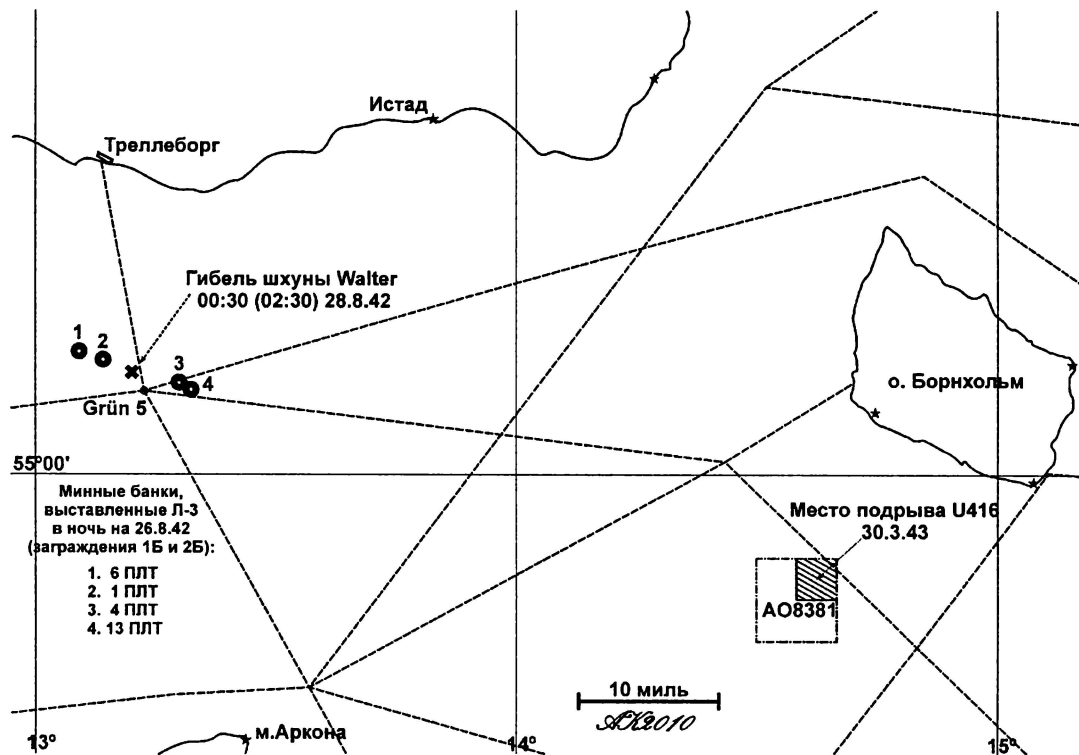 Истад
Треллеборг
Гибель шхуны Walter
00:30 (02:30) 28.8.42
1
2
3
4
Grün 5
о. Борнхольм
55°00'
Минные банки,
выставленные Л-3
в ночь на 26.8.42
(заграждения 1Б и 2Б):
1. 6 ПЛТ
2. 1 ПЛТ
3. 4 ПЛТ
4. 13 ПЛТ
Место подрыва U416
30.3.43
АО8381
10 миль
АК2010
м.Аркона
13°
14°
15°